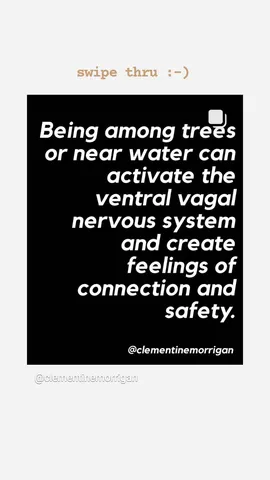 swipe thru :-)
Being among trees
or near water can
activate the
ventral vagal
nervous system
and create
feelings of
connection and
safety.
@clementinemorrigan
@clementinemorrigan